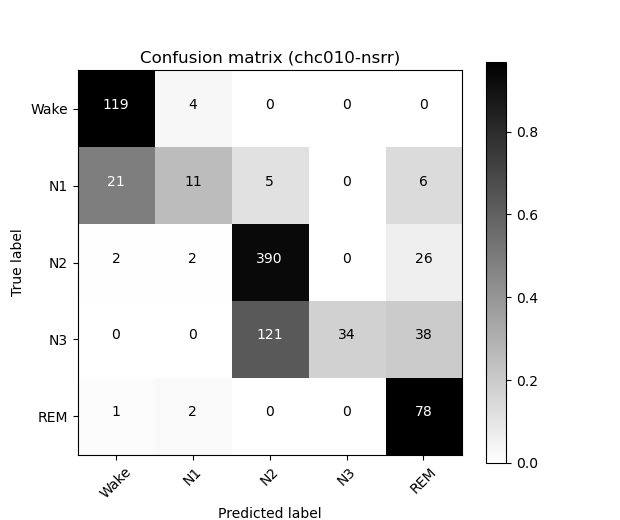 Confusion matrix (chc010-nsrr)
Wake 119 4 0 0 0
N1 21 11 5 0 6
N2 2 2 390 0 26
N3 0 0 121 34 38
REM 1 2 0 0 78
Wake N1 N2 N3 REM
Predicted label
True label
0.8
0.6
0.4
0.2
0.0